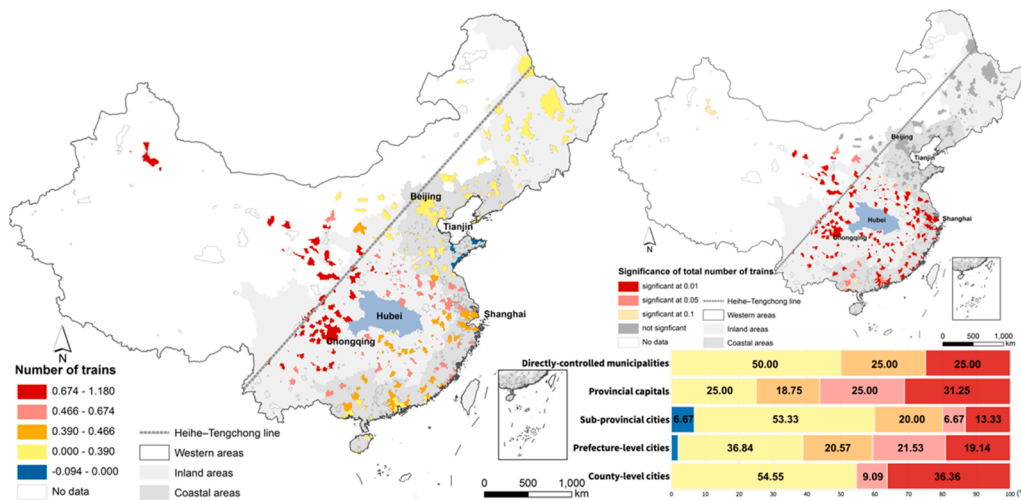 Beijing
Tianjin
Hubei
Shanghai
Chongqing
N
Number of trains
0.674 - 1.180
0.466 - 0.674
0.390 - 0.466
0.000 - 0.390
-0.094 - 0.000
No data
Heihe–Tengchong line
Western areas
Inland areas
Coastal areas
0 500 1,000
km
Beijing
Tianjin
Hubei
Shanghai
Chongqing
N
Significance of total number of trains
signficant at 0.01
signficant at 0.05
signficant at 0.1
not signficant
No data
Heihe–Tengchong line
Western areas
Inland areas
Coastal areas
0 500 1,000
km
Directly-controlled municipalities 50.00 25.00 25.00
Provincial capitals 25.00 18.75 25.00 31.25
Sub-provincial cities 6.67 53.33 20.00 6.67 13.33
Prefecture-level cities 36.84 20.57 21.53 19.14
County-level cities 54.55 9.09 36.36
0 10 20 30 40 50 60 70 80 90 100